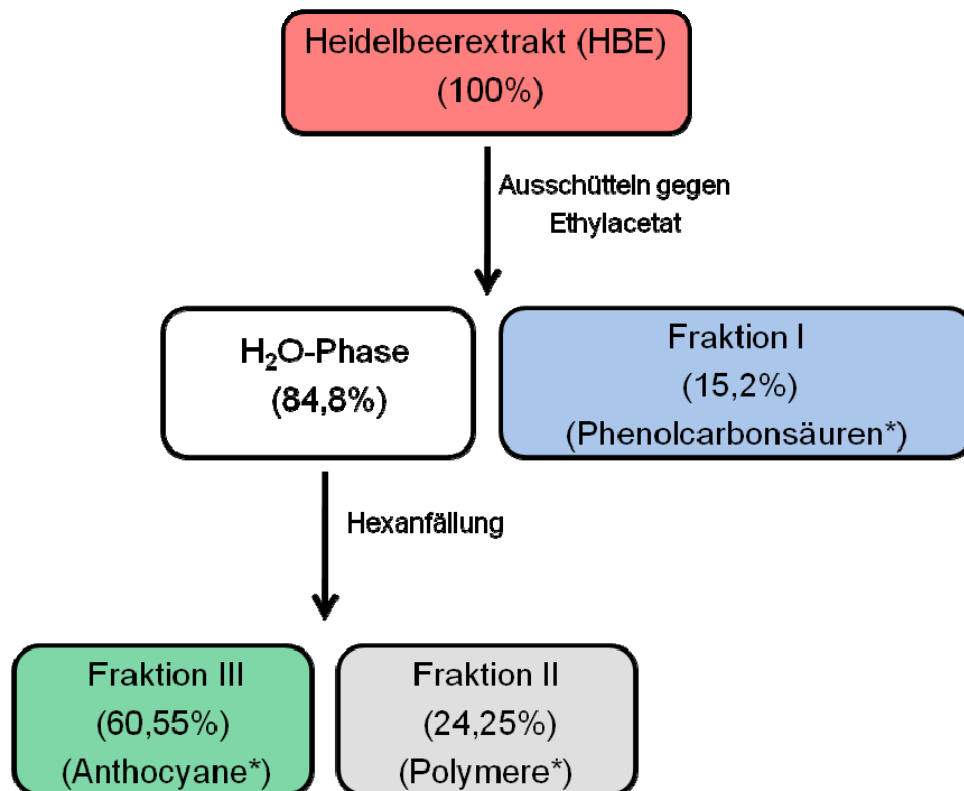 Heidelbeerextrakt (HBE)
(100%)
Ausschütteln gegen
Ethylacetat
H₂O-Phase
(84,8%)
Fraktion I
(15,2%)
(Phenolcarbonsäuren*)
Hexanfällung
Fraktion III
(60,55%)
(Anthocyane*)
Fraktion II
(24,25%)
(Polymere*)